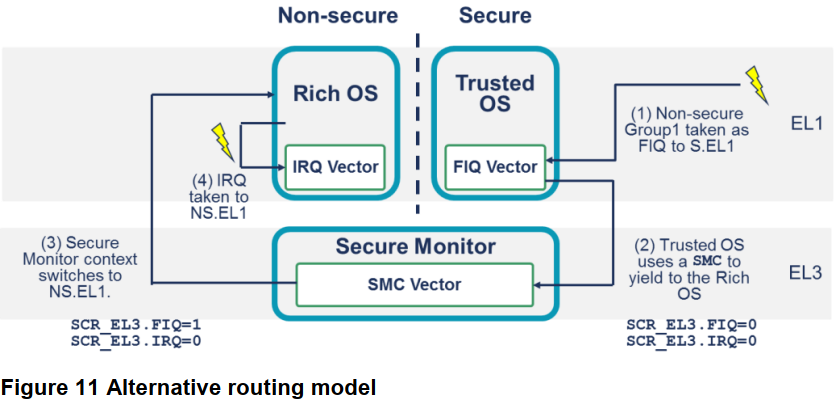 Non-secure
Secure
Rich OS
Trusted
OS
IRQ Vector
FIQ Vector
(1) Non-secure
Group1 taken as
FIQ to S.EL1
EL1
(4) IRQ
taken to
NS.EL1
(3) Secure
Monitor context
switches to
NS.EL1.
Secure Monitor
SMC Vector
(2) Trusted OS
uses a SMC to
yield to the Rich
OS
EL3
SCR_EL3.FIQ=1
SCR_EL3.IRQ=0
SCR_EL3.FIQ=0
SCR_EL3.IRQ=0
Figure 11 Alternative routing model